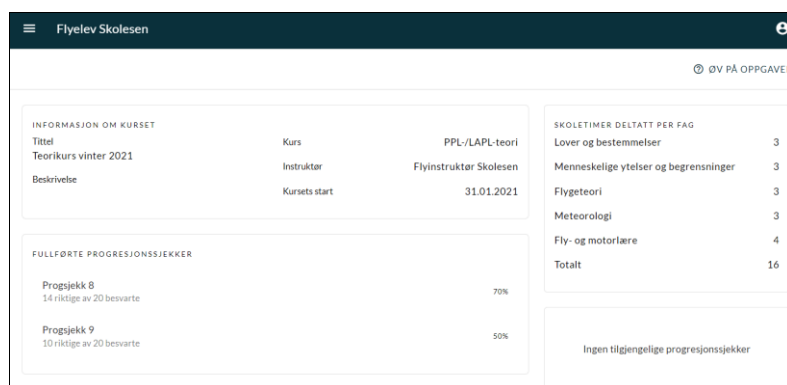 Flyelev Skolesen
ØV PÅ OPPGAVE
INFORMASJON OM KURSET
Tittel
Teorikurs vinter 2021
Beskrivelse
Kurs PPL-/LAPL-teori
Instruktør Flyinstruktør Skolesen
Kursets start 31.01.2021
FULLFØRTE PROGRESJONSSJEKKER
Progsjekk 8
14 riktige av 20 besvarte
70%
Progsjekk 9
10 riktige av 20 besvarte
50%
SKOLETIMER DELTATT PER FAG
Lover og bestemmelser 3
Menneskelige ytelser og begrensninger 3
Flygeteori 3
Meteorologi 3
Fly- og motorlære 4
Totalt 16
Ingen tilgjengelige progresjonssjekker